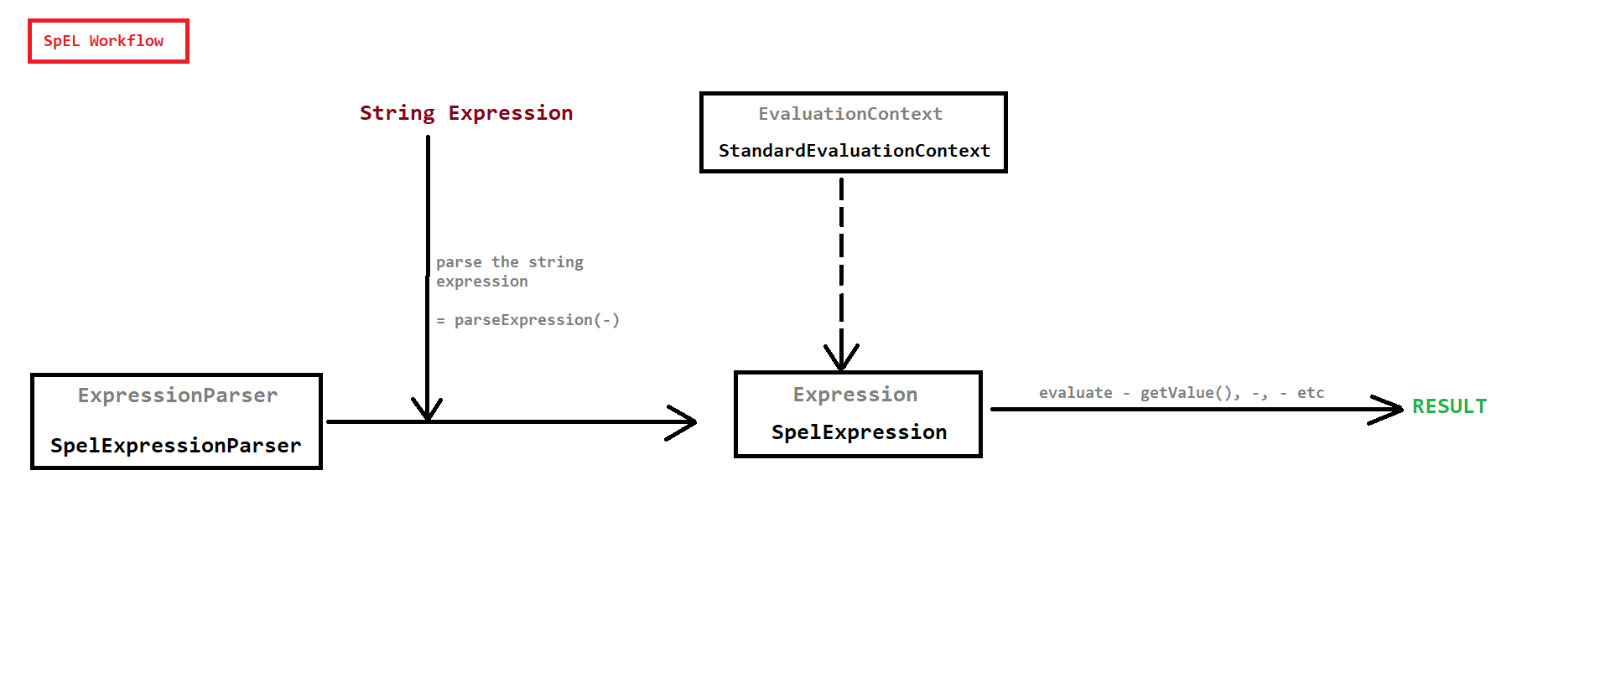 SpEL Workflow
String Expression
EvaluationContext
StandardEvaluationContext
parse the string
expression
= parseExpression(-)
ExpressionParser
SpelExpressionParser
Expression
SpelExpression
evaluate - getValue(), -, - etc
RESULT